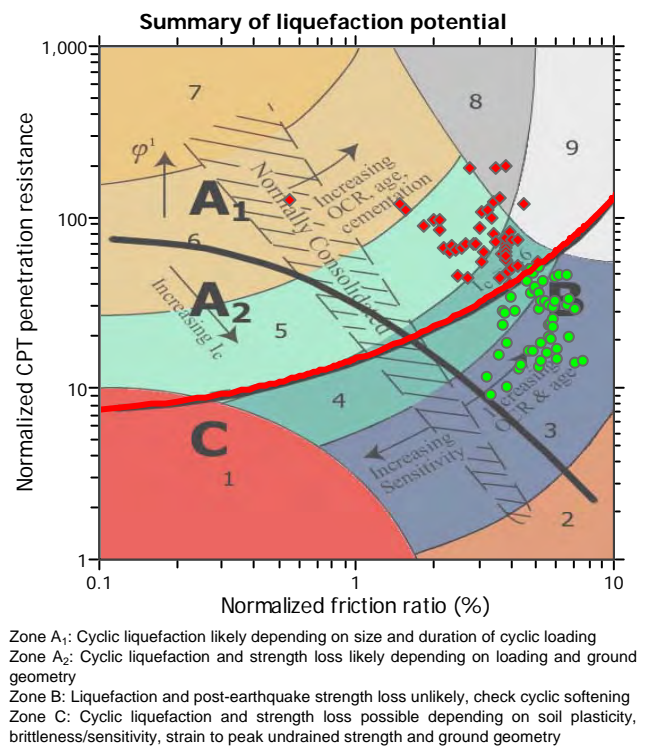 Summary of liquefaction potential
Normalized CPT penetration resistance
1,000
100
10
1
7
8
9
φ¹
A₁
Normally Consolidated
Increasing
OCR, age,
cementation
6
A₂
Increasing Ic
5
B
4
Increasing
OCR & age
3
C
1
Increasing
Sensitivity
2
0.1
1
10
Normalized friction ratio (%)
Zone A₁: Cyclic liquefaction likely depending on size and duration of cyclic loading
Zone A₂: Cyclic liquefaction and strength loss likely depending on loading and ground
geometry
Zone B: Liquefaction and post-earthquake strength loss unlikely, check cyclic softening
Zone C: Cyclic liquefaction and strength loss possible depending on soil plasticity,
brittleness/sensitivity, strain to peak undrained strength and ground geometry